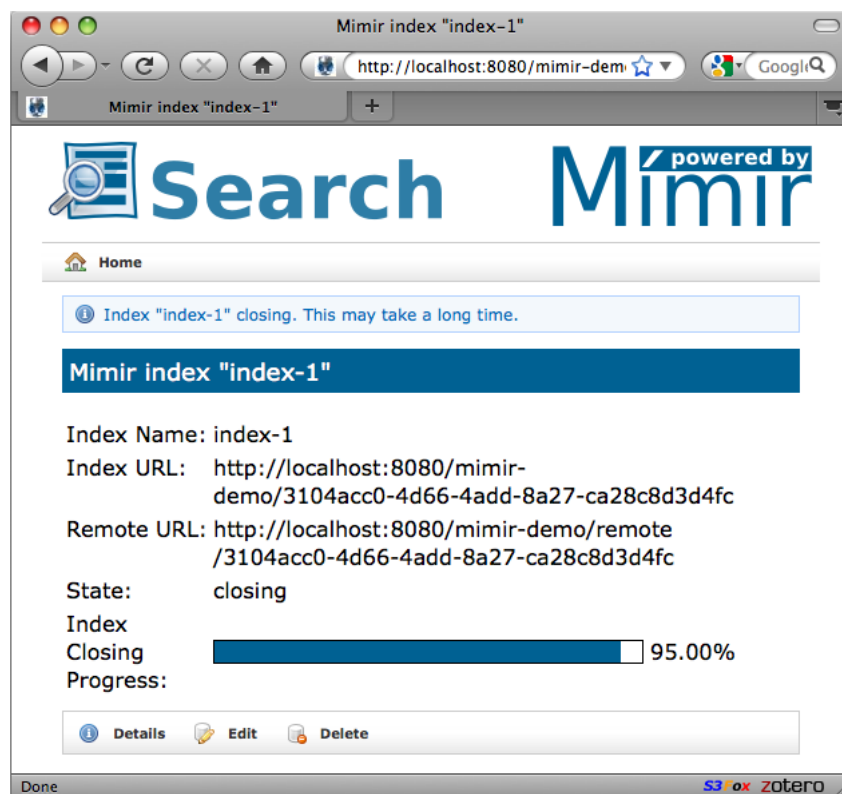 Mimir index "index-1"
http://localhost:8080/mimir-dem
Google
Mimir index "index-1"
+
Search
powered by
Mímir
Home
Index "index-1" closing. This may take a long time.
Mimir index "index-1"
Index Name: index-1
Index URL: http://localhost:8080/mimir-
demo/3104acc0-4d66-4add-8a27-ca28c8d3d4fc
Remote URL: http://localhost:8080/mimir-demo/remote
/3104acc0-4d66-4add-8a27-ca28c8d3d4fc
State: closing
Index
Closing
Progress:
95.00%
Details Edit Delete
Done S3Fox zotero